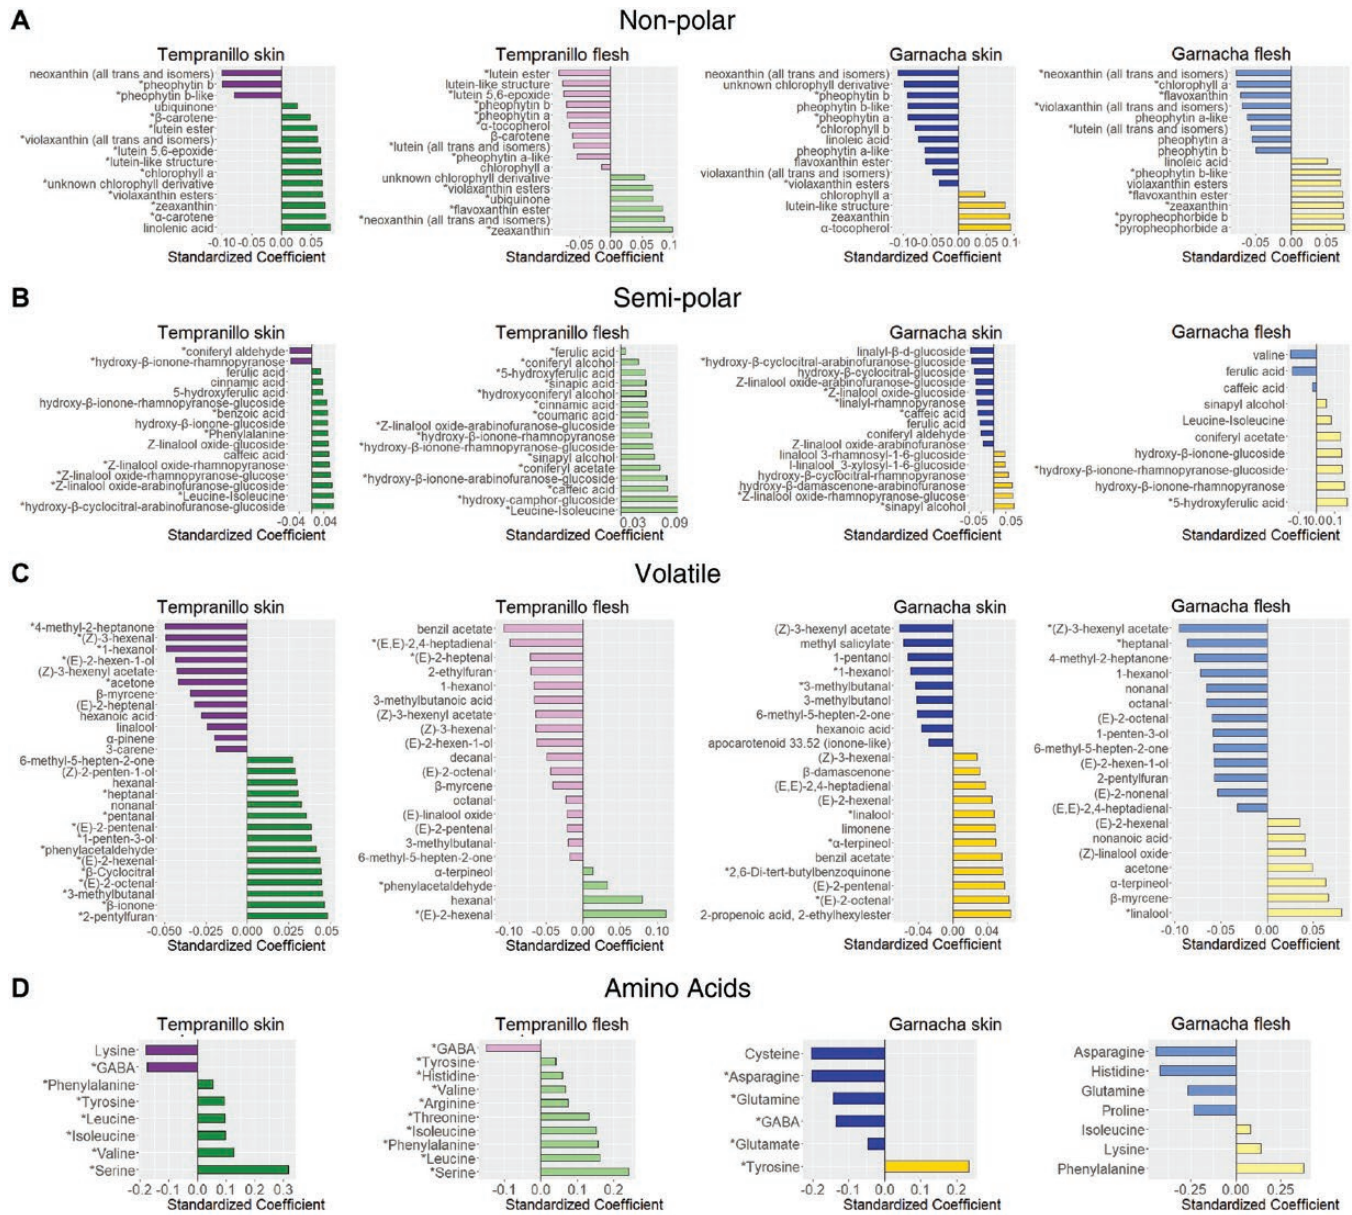 A
Non-polar
Tempranillo skin
neoxanthin (all trans and isomers)
*pheophytin b
*pheophytin b-like
ubiquinone
*β-carotene
*lutein ester
*violaxanthin (all trans and isomers)
*lutein 5,6-epoxide
*lutein-like structure
*chlorophyll a
*unknown chlorophyll derivative
*violaxanthin esters
*zeaxanthin
*α-carotene
linolenic acid
-0.10 -0.05 0.00 0.05
Standardized Coefficient
Tempranillo flesh
*lutein ester
lutein-like structure
*lutein 5,6-epoxide
*pheophytin b
*pheophytin a
*α-tocopherol
β-carotene
*lutein (all trans and isomers)
*pheophytin a-like
chlorophyll a
unknown chlorophyll derivative
*violaxanthin esters
*ubiquinone
*flavoxanthin ester
*neoxanthin (all trans and isomers)
*zeaxanthin
-0.05 0.00 0.05 0.1
Standardized Coefficient
Garnacha skin
neoxanthin (all trans and isomers)
unknown chlorophyll derivative
*pheophytin b
pheophytin b-like
*pheophytin a
*chlorophyll b
linoleic acid
pheophytin a-like
flavoxanthin ester
violaxanthin (all trans and isomers)
*violaxanthin esters
chlorophyll a
lutein-like structure
zeaxanthin
α-tocopherol
-0.10 -0.05 0.00 0.05 0.1
Standardized Coefficient
Garnacha flesh
*neoxanthin (all trans and isomers)
*chlorophyll a
*flavoxanthin
*violaxanthin (all trans and isomers)
pheophytin a-like
*lutein (all trans and isomers)
pheophytin a
pheophytin b
linoleic acid
*pheophytin b-like
violaxanthin esters
*flavoxanthin ester
*zeaxanthin
*pyropheophorbide b
*pyropheophorbide a
-0.05 0.00 0.05
Standardized Coefficient
B
Semi-polar
Tempranillo skin
*coniferyl aldehyde
*hydroxy-β-ionone-rhamnopyranose
ferulic acid
cinnamic acid
5-hydroxyferulic acid
hydroxy-β-ionone-rhamnopyranose-glucoside
*benzoic acid
hydroxy-β-ionone-glucoside
*Phenylalanine
Z-linalool oxide-glucoside
caffeic acid
*Z-linalool oxide-rhamnopyranose
*Z-linalool oxide-rhamnopyranose-glucose
*Z-linalool oxide-arabinofuranose-glucoside
*Leucine-Isoleucine
*hydroxy-β-cyclocitral-arabinofuranose-glucoside
-0.04 0.04
Standardized Coefficient
Tempranillo flesh
*ferulic acid
*coniferyl alcohol
*5-hydroxyferulic acid
*sinapic acid
*hydroxyconiferyl alcohol
*cinnamic acid
*coumaric acid
*Z-linalool oxide-arabinofuranose-glucoside
*hydroxy-β-ionone-rhamnopyranose
*hydroxy-β-ionone-rhamnopyranose-glucoside
*sinapyl alcohol
*coniferyl acetate
*hydroxy-β-ionone-arabinofuranose-glucoside
*caffeic acid
*hydroxy-camphor-glucoside
*Leucine-Isoleucine
0.03 0.09
Standardized Coefficient
Garnacha skin
linalyl-β-d-glucoside
*hydroxy-β-cyclocitral-arabinofuranose-glucoside
hydroxy-β-cyclocitral-glucoside
Z-linalool oxide-arabinofuranose-glucoside
*Z-linalool oxide-glucoside
*linalyl-rhamnopyranose
*caffeic acid
ferulic acid
coniferyl aldehyde
Z-linalool oxide-arabinofuranose
linalool 3-rhamnosyl-1-6-glucoside
l-linalool_3-xylosyl-1-6-glucoside
hydroxy-β-cyclocitral-rhamnopyranose
hydroxy-β-damascenone-arabinofuranose
*Z-linalool oxide-rhamnopyranose-glucose
*sinapyl alcohol
-0.05 0.05
Standardized Coefficient
Garnacha flesh
valine
ferulic acid
caffeic acid
sinapyl alcohol
Leucine-Isoleucine
coniferyl acetate
hydroxy-β-ionone-glucoside
*hydroxy-β-ionone-rhamnopyranose-glucoside
hydroxy-β-ionone-rhamnopyranose
*5-hydroxyferulic acid
-0.10.00.1
Standardized Coefficient
C
Volatile
Tempranillo skin
*4-methyl-2-heptanone
*(Z)-3-hexenal
*1-hexanol
*(E)-2-hexen-1-ol
(Z)-3-hexenyl acetate
*acetone
β-myrcene
(E)-2-heptenal
hexanoic acid
linalool
α-pinene
3-carene
6-methyl-5-hepten-2-one
(Z)-2-penten-1-ol
hexanal
*heptanal
nonanal
*pentanal
*(E)-2-pentenal
*1-penten-3-ol
*phenylacetaldehyde
*(E)-2-hexenal
*β-Cyclocitral
*(E)-2-octenal
*3-methylbutanal
*β-ionone
*2-pentylfuran
-0.050 -0.025 0.000 0.025 0.05
Standardized Coefficient
Tempranillo flesh
benzil acetate
*(E,E)-2,4-heptadienal
*(E)-2-heptenal
2-ethylfuran
1-hexanol
3-methylbutanoic acid
(Z)-3-hexenyl acetate
(Z)-3-hexenal
(E)-2-hexen-1-ol
decanal
(E)-2-octenal
β-myrcene
octanal
(E)-linalool oxide
(E)-2-pentenal
3-methylbutanal
6-methyl-5-hepten-2-one
α-terpineol
*phenylacetaldehyde
hexanal
*(E)-2-hexenal
-0.10 -0.05 0.00 0.05 0.10
Standardized Coefficient
Garnacha skin
(Z)-3-hexenyl acetate
methyl salicylate
1-pentanol
*1-hexanol
*3-methylbutanal
3-methylbutanol
6-methyl-5-hepten-2-one
hexanoic acid
apocarotenoid 33.52 (ionone-like)
(Z)-3-hexenal
β-damascenone
(E,E)-2,4-heptadienal
(E)-2-hexenal
*linalool
limonene
*α-terpineol
benzil acetate
*2,6-Di-tert-butylbenzoquinone
(E)-2-pentenal
*(E)-2-octenal
2-propenoic acid, 2-ethylhexylester
-0.04 0.00 0.04
Standardized Coefficient
Garnacha flesh
*(Z)-3-hexenyl acetate
*heptanal
4-methyl-2-heptanone
1-hexanol
nonanal
octanal
(E)-2-octenal
1-penten-3-ol
6-methyl-5-hepten-2-one
(E)-2-hexen-1-ol
2-pentylfuran
(E)-2-nonenal
(E,E)-2,4-heptadienal
(E)-2-hexenal
nonanoic acid
(Z)-linalool oxide
acetone
α-terpineol
β-myrcene
*linalool
-0.10 -0.05 0.00 0.05
Standardized Coefficient
D
Amino Acids
Tempranillo skin
Lysine
*GABA
*Phenylalanine
*Tyrosine
*Leucine
*Isoleucine
*Valine
*Serine
-0.2 -0.1 0.0 0.1 0.2 0.3
Standardized Coefficient
Tempranillo flesh
*GABA
*Tyrosine
*Histidine
*Valine
*Arginine
*Threonine
*Isoleucine
*Phenylalanine
*Leucine
*Serine
-0.1 0.0 0.1 0.2
Standardized Coefficient
Garnacha skin
Cysteine
*Asparagine
*Glutamine
*GABA
*Glutamate
*Tyrosine
-0.2 -0.1 0.0 0.1 0.2
Standardized Coefficient
Garnacha flesh
Asparagine
Histidine
Glutamine
Proline
Isoleucine
Lysine
Phenylalanine
-0.25 0.00 0.25
Standardized Coefficient